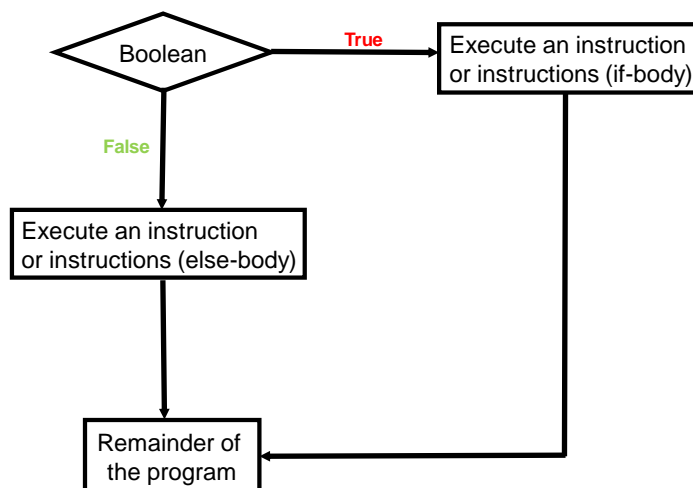 Boolean
True
Execute an instruction
or instructions (if-body)
False
Execute an instruction
or instructions (else-body)
Remainder of
the program